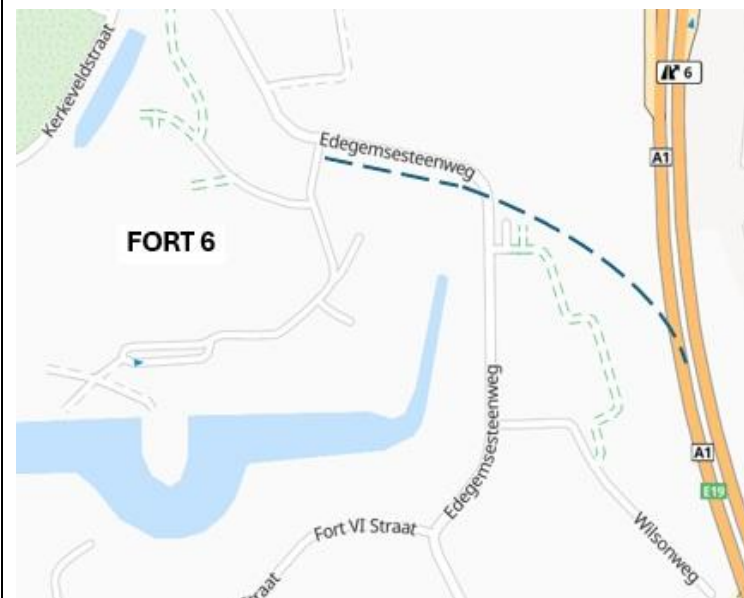 Kerkeveldstraat
6
Edegemsesteenweg
A1
FORT 6
Edegemsesteenweg
A1
E19
Fort VI Straat
Wilsonweg
straat